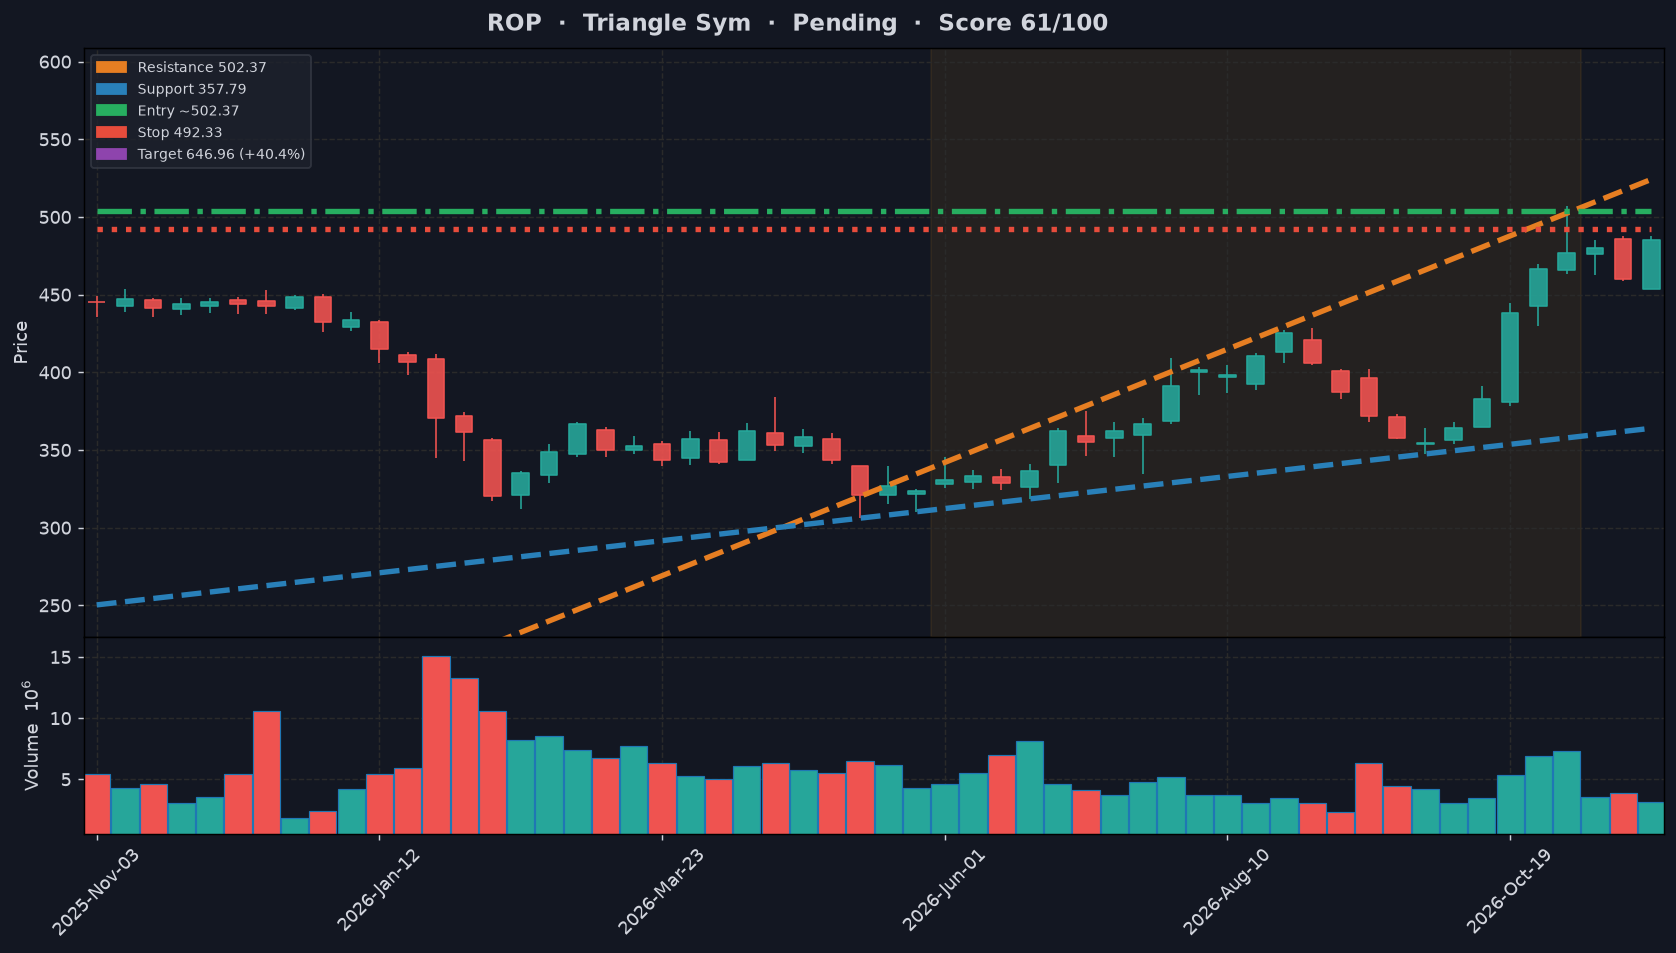 ROP · Triangle Sym · Pending · Score 61/100
Resistance 502.37
Support 357.79
Entry ~502.37
Stop 492.33
Target 646.96 (+40.4%)
600
550
500
450
400
350
300
250
Price
15
10
5
Volume 10⁶
2025-Nov-03
2026-Jan-12
2026-Mar-23
2026-Jun-01
2026-Aug-10
2026-Oct-19